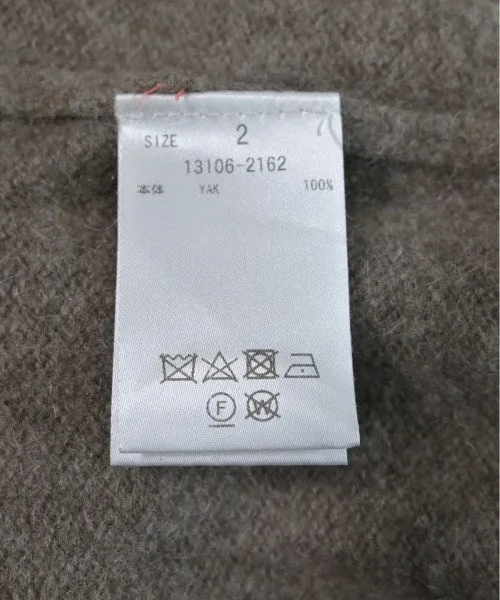 SIZE 2
13106-2162
本体 YAK 100%
F W